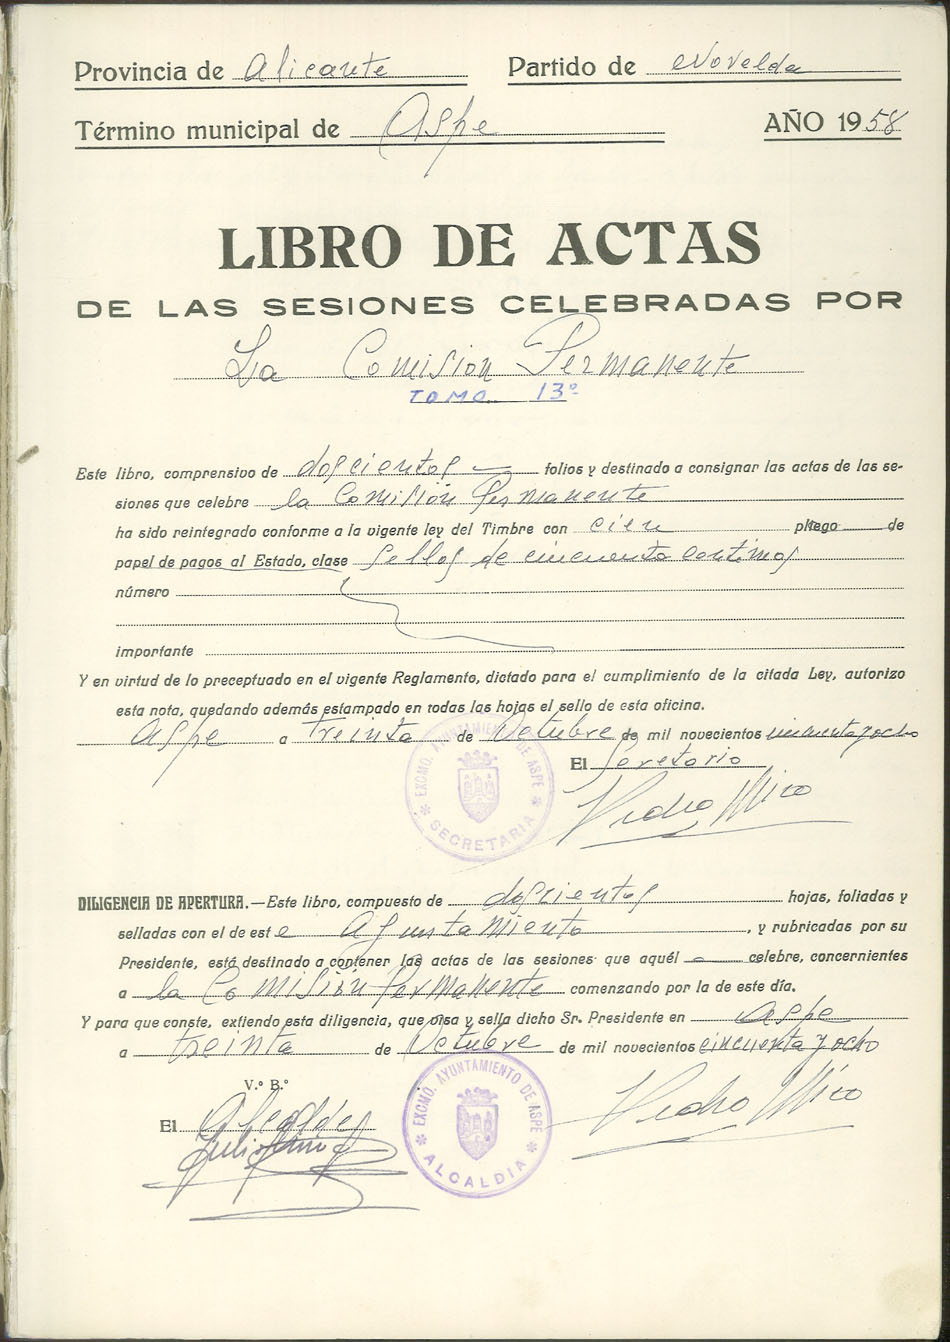 Provincia de Alicante Partido de Novelda
Término municipal de Aspe AÑO 1958
LIBRO DE ACTAS
DE LAS SESIONES CELEBRADAS POR
La Comision Permanente
TOMO 13º
Este libro, comprensivo de doscientos folios y destinado a consignar las actas de las se-
siones que celebre la Comisión Permanente
ha sido reintegrado conforme a la vigente ley del Timbre con cien pliego de
papel de pagos al Estado, clase sellos de cincuenta centimos
número
importante
Y en virtud de lo preceptuado en el vigente Reglamento, dictado para el cumplimiento de la citada Ley, autorizo
esta nota, quedando además estampado en todas las hojas el sello de esta oficina.
Aspe a treinta de Octubre de mil novecientos cincuenta y ocho
El Secretario
EXCMO. AYUNTAMIENTO DE ASPE
* SECRETARIA *
Pedro Mico
DILIGENCIA DE APERTURA.—Este libro, compuesto de doscientos hojas, foliadas y
selladas con el de este Ayuntamiento, y rubricadas por su
Presidente, está destinado a contener las actas de las sesiones que aquél celebre, concernientes
a la Comisión Permanente comenzando por la de este día.
Y para que conste, extiendo esta diligencia, que visa y sella dicho Sr. Presidente en Aspe
a treinta de Octubre de mil novecientos cincuenta y ocho
V.º B.º
El Alcalde,
EXCMO. AYUNTAMIENTO DE ASPE
* ALCALDIA *
Pedro Mico